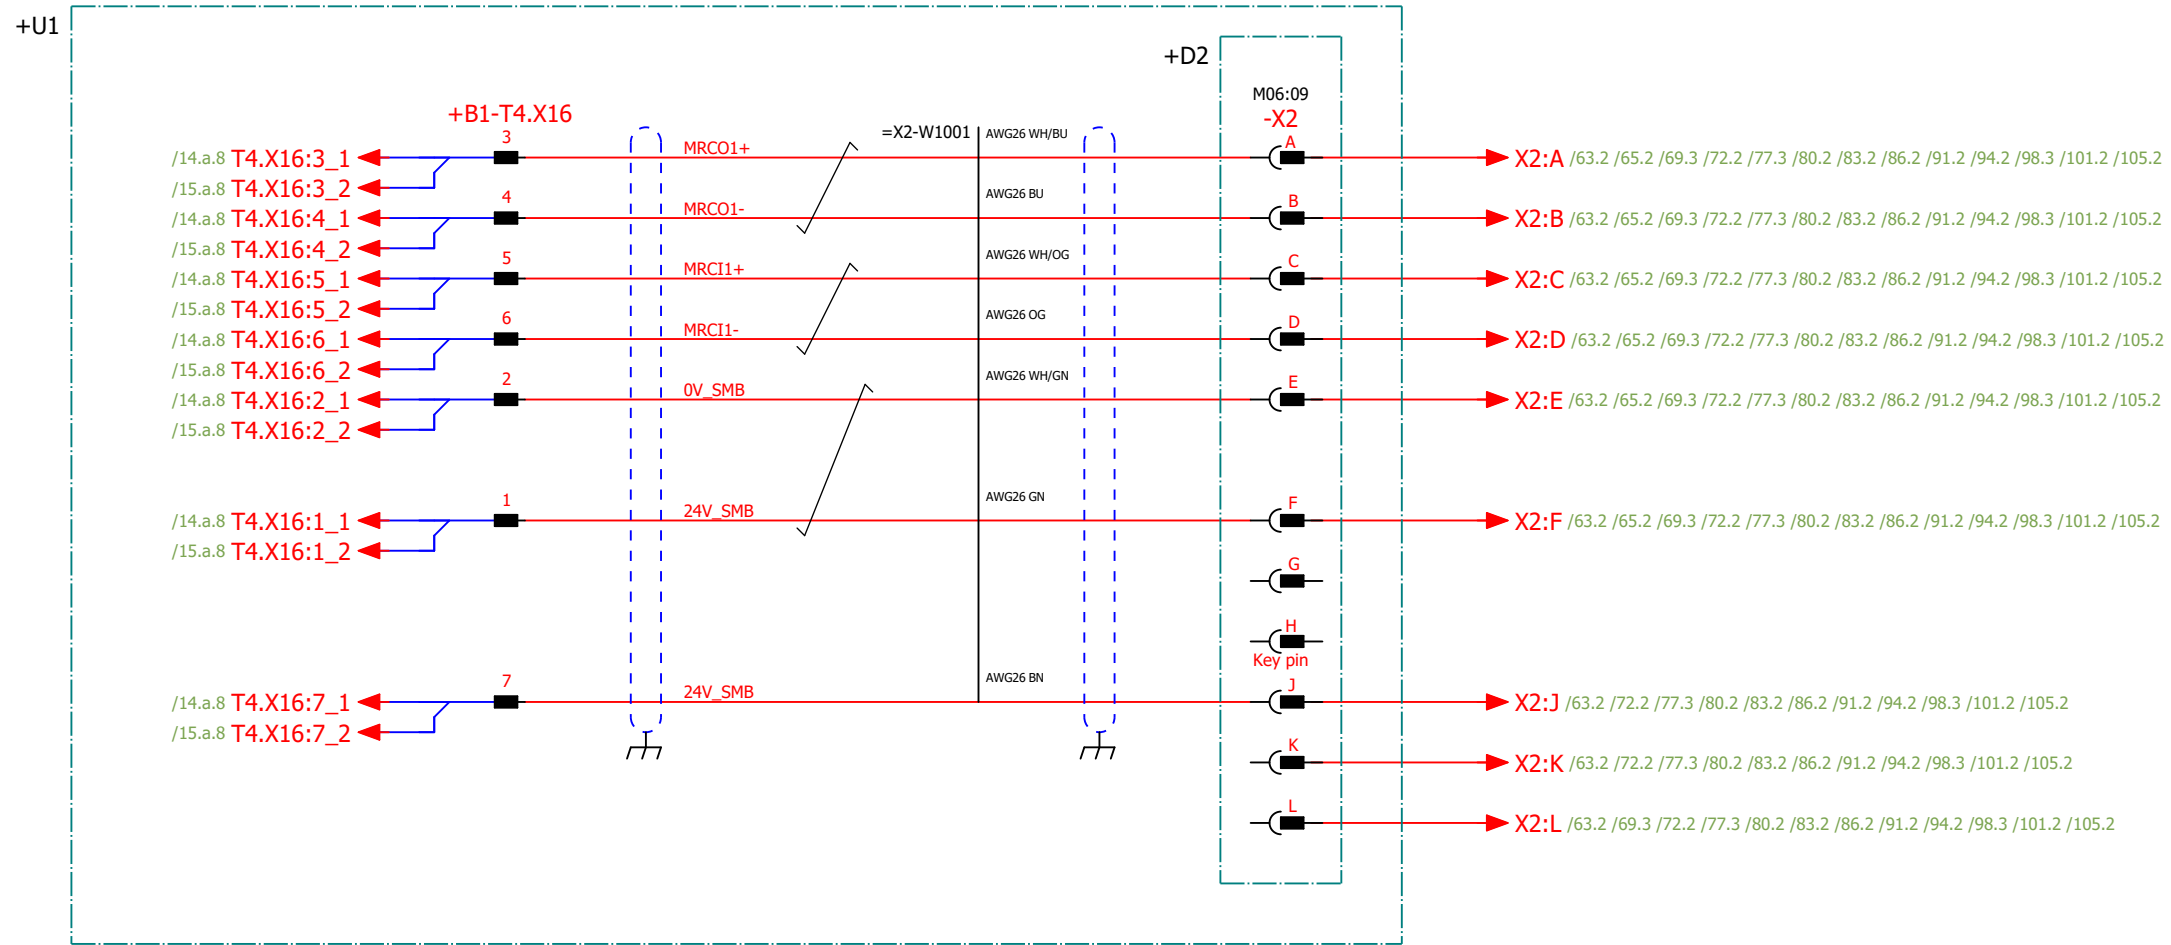 +U1
+D2
M06:09
-X2
+B1-T4.X16
=X2-W1001
AWG26 WH/BU
3
MRCO1+
A
/14.a.8 T4.X16:3_1
X2:A /63.2 /65.2 /69.3 /72.2 /77.3 /80.2 /83.2 /86.2 /91.2 /94.2 /98.3 /101.2 /105.2
/15.a.8 T4.X16:3_2
AWG26 BU
4
MRCO1-
B
/14.a.8 T4.X16:4_1
X2:B /63.2 /65.2 /69.3 /72.2 /77.3 /80.2 /83.2 /86.2 /91.2 /94.2 /98.3 /101.2 /105.2
/15.a.8 T4.X16:4_2
AWG26 WH/OG
5
MRCI1+
C
/14.a.8 T4.X16:5_1
X2:C /63.2 /65.2 /69.3 /72.2 /77.3 /80.2 /83.2 /86.2 /91.2 /94.2 /98.3 /101.2 /105.2
/15.a.8 T4.X16:5_2
AWG26 OG
6
MRCI1-
D
/14.a.8 T4.X16:6_1
X2:D /63.2 /65.2 /69.3 /72.2 /77.3 /80.2 /83.2 /86.2 /91.2 /94.2 /98.3 /101.2 /105.2
/15.a.8 T4.X16:6_2
AWG26 WH/GN
2
0V_SMB
E
/14.a.8 T4.X16:2_1
X2:E /63.2 /65.2 /69.3 /72.2 /77.3 /80.2 /83.2 /86.2 /91.2 /94.2 /98.3 /101.2 /105.2
/15.a.8 T4.X16:2_2
AWG26 GN
1
24V_SMB
F
/14.a.8 T4.X16:1_1
X2:F /63.2 /65.2 /69.3 /72.2 /77.3 /80.2 /83.2 /86.2 /91.2 /94.2 /98.3 /101.2 /105.2
/15.a.8 T4.X16:1_2
G
H
Key pin
AWG26 BN
7
24V_SMB
J
/14.a.8 T4.X16:7_1
X2:J /63.2 /72.2 /77.3 /80.2 /83.2 /86.2 /91.2 /94.2 /98.3 /101.2 /105.2
/15.a.8 T4.X16:7_2
K
X2:K /63.2 /72.2 /77.3 /80.2 /83.2 /86.2 /91.2 /94.2 /98.3 /101.2 /105.2
L
X2:L /63.2 /69.3 /72.2 /77.3 /80.2 /83.2 /86.2 /91.2 /94.2 /98.3 /101.2 /105.2